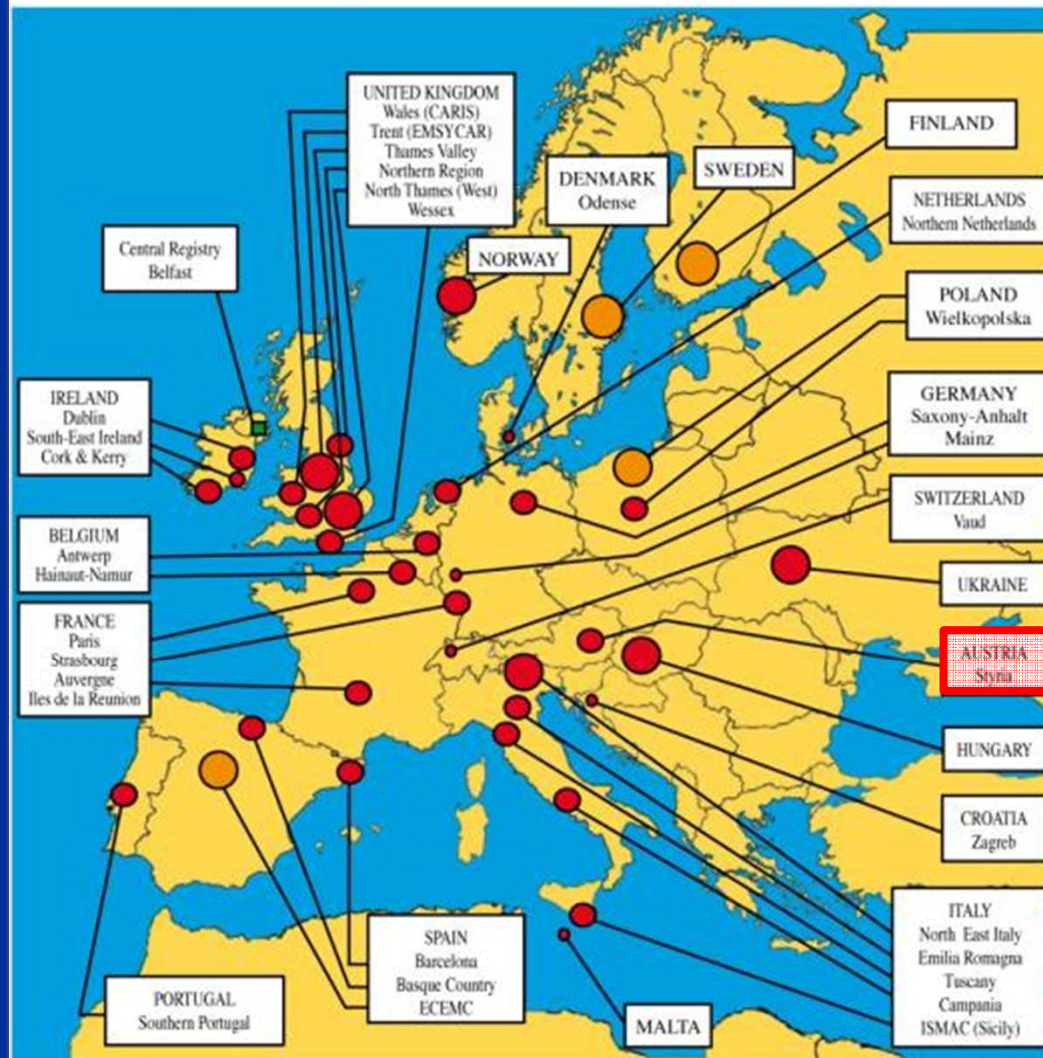 UNITED KINGDOM
Wales (CARIS)
Trent (EMSYCAR)
Thames Valley
Northern Region
North Thames (West)
Wessex
FINLAND
DENMARK
Odense
SWEDEN
NETHERLANDS
Northern Netherlands
Central Registry
Belfast
NORWAY
POLAND
Wielkopolska
IRELAND
Dublin
South-East Ireland
Cork & Kerry
GERMANY
Saxony-Anhalt
Mainz
SWITZERLAND
Vaud
BELGIUM
Antwerp
Hainaut-Namur
UKRAINE
FRANCE
Paris
Strasbourg
Auvergne
Iles de la Reunion
AUSTRIA
Styria
HUNGARY
CROATIA
Zagreb
ITALY
North East Italy
Emilia Romagna
Tuscany
Campania
ISMAC (Sicily)
SPAIN
Barcelona
Basque Country
ECEMC
PORTUGAL
Southern Portugal
MALTA